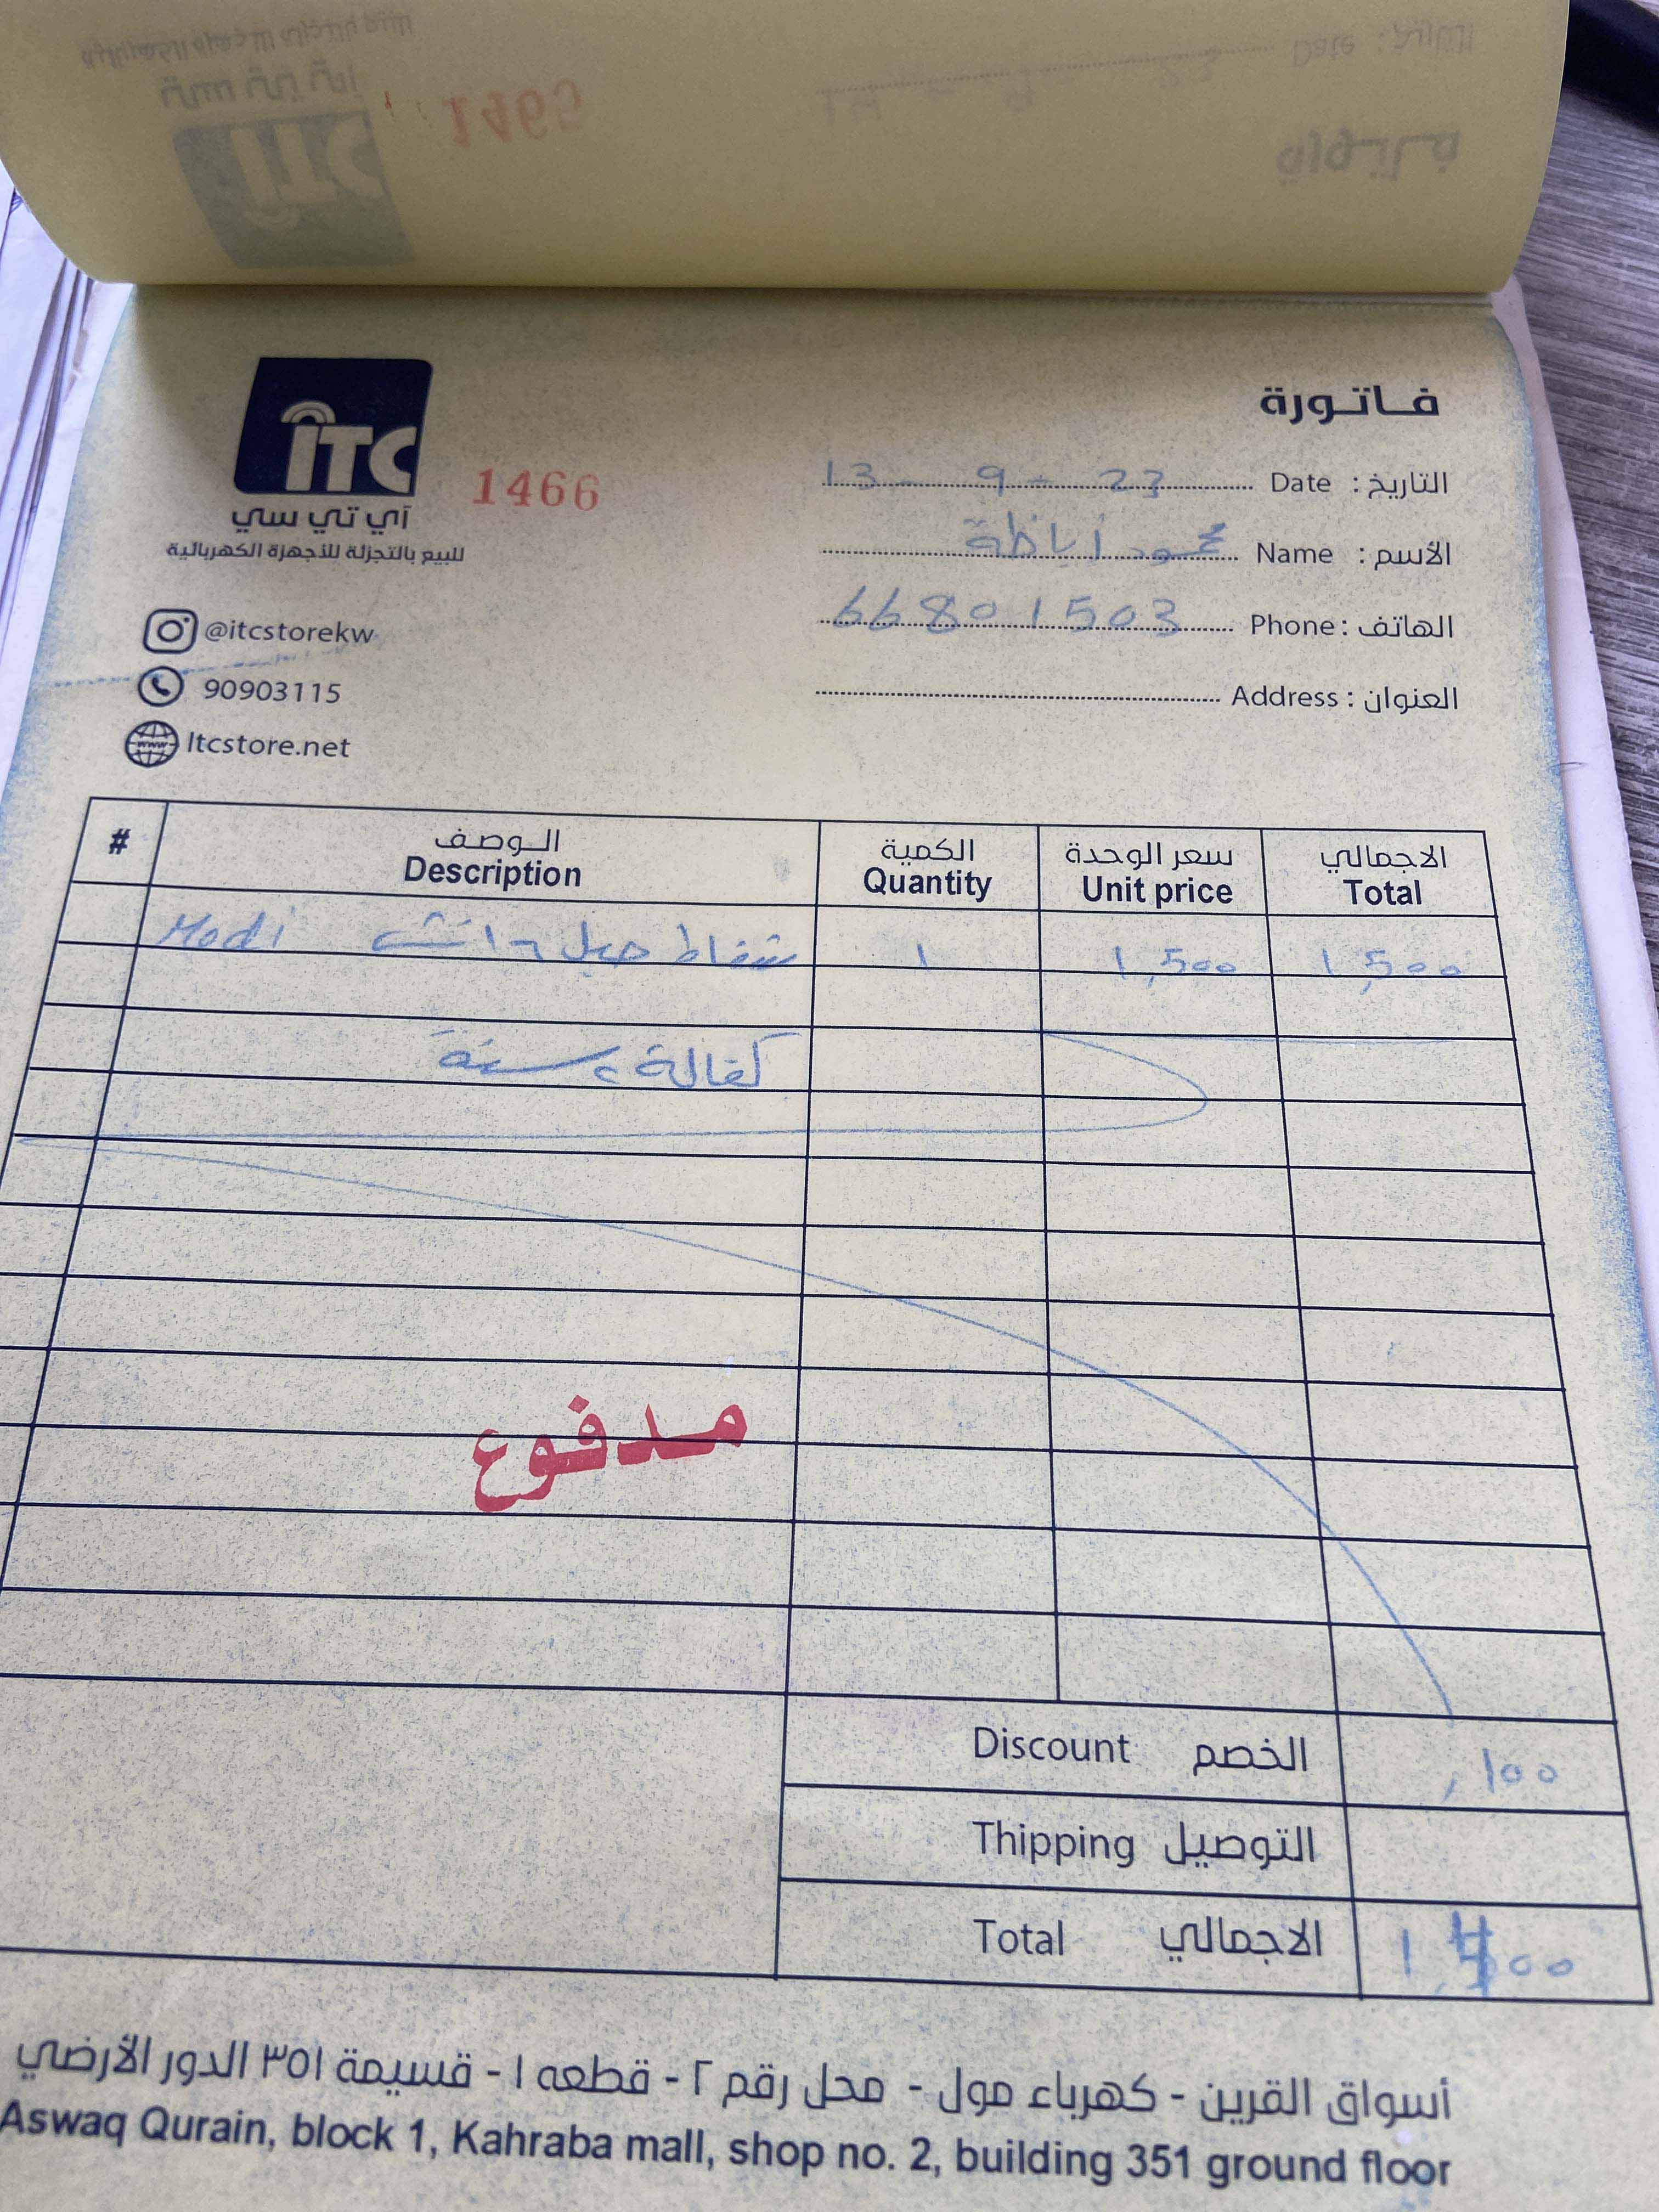 1465
فاتورة
iTC
آي تي سي
للبيع بالتجزئة للأجهزة الكهربائية
1466
التاريخ : Date 13 - 9 - 23
الأسم : Name محمود أباظة
الهاتف : Phone 66801503
العنوان : Address
@itcstorekw
90903115
Itcstore.net
# الوصف الكمية سعر الوحدة الاجمالي
Description Quantity Unit price Total
شفاط حبل ٦ انش Modi ١ 1,500 1,500
كفالة ٢ سنة
مدفوع
Discount الخصم ,100
Thipping التوصيل
Total الاجمالي 1,400
أسواق القرين - كهرباء مول - محل رقم ٢ - قطعه ١ - قسيمة ٣٥١ الدور الأرضي
Aswaq Qurain, block 1, Kahraba mall, shop no. 2, building 351 ground floor